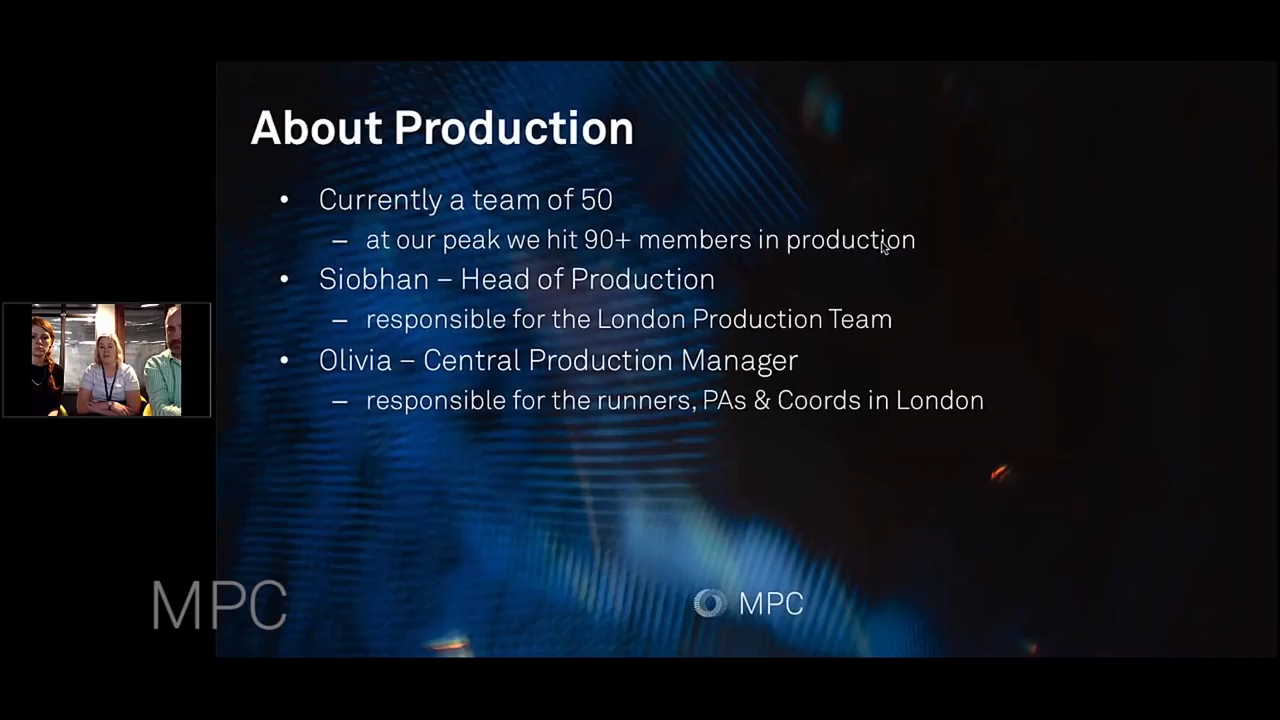 About Production
• Currently a team of 50
– at our peak we hit 90+ members in production
• Siobhan – Head of Production
– responsible for the London Production Team
• Olivia – Central Production Manager
– responsible for the runners, PAs & Coords in London
MPC
MPC